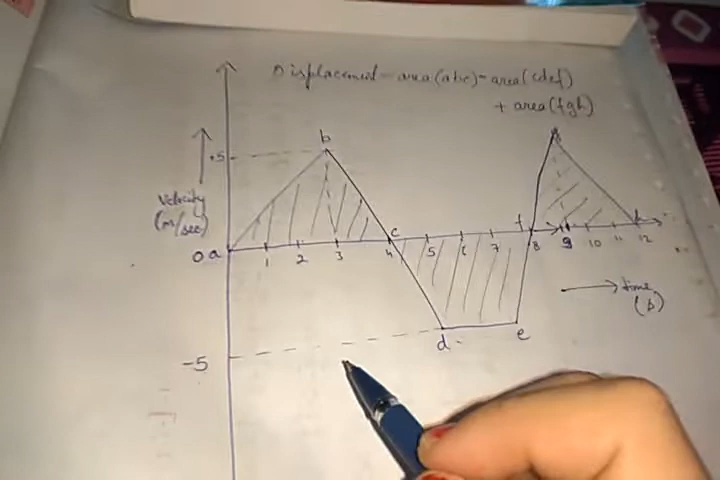 Displacement = area(abc) - area(cdef)
+ area(fgh)
b
g
+5
velocity
(m/sec)
c
f
h
0 a
1 2 3 4 5 6 7 8 9 10 11 12
time
d
e
-5